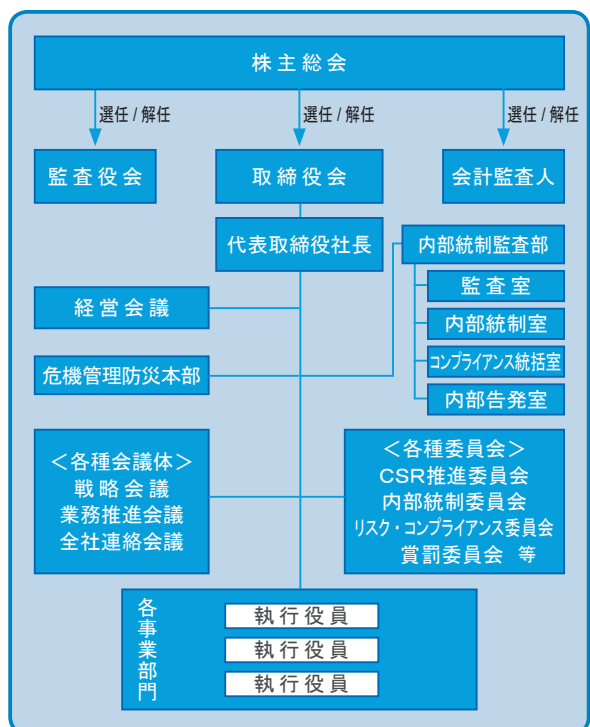 株主総会
選任 / 解任
選任 / 解任
選任 / 解任
監査役会
取締役会
会計監査人
代表取締役社長
内部統制監査部
監査室
内部統制室
コンプライアンス統括室
内部告発室
経営会議
危機管理防災本部
＜各種会議体＞
戦略会議
業務推進会議
全社連絡会議
＜各種委員会＞
CSR推進委員会
内部統制委員会
リスク・コンプライアンス委員会
賞罰委員会 等
各事業部門
執行役員
執行役員
執行役員